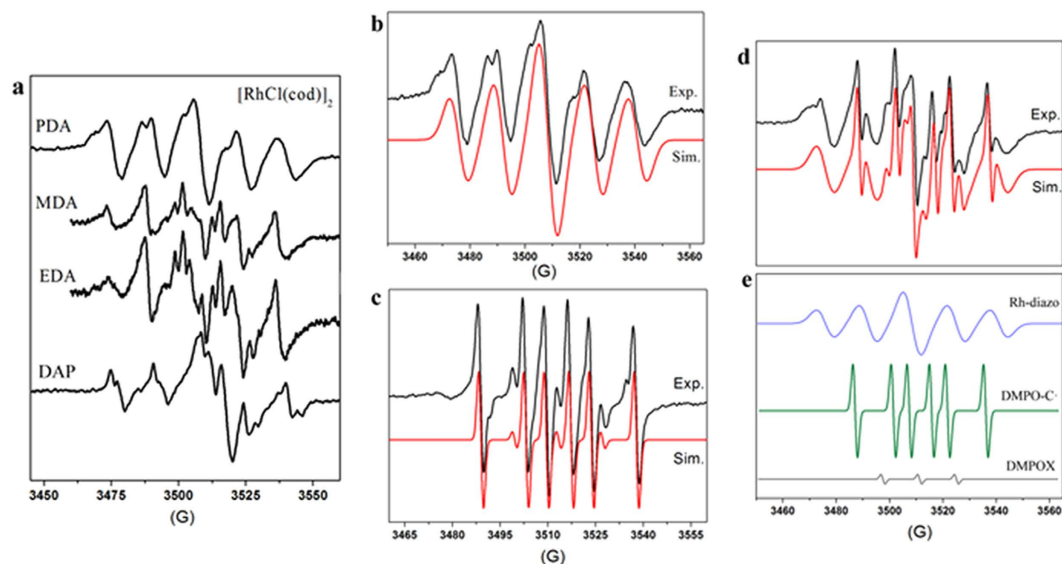 a
[RhCl(cod)]2
PDA
MDA
EDA
DAP
3450 3475 3500 3525 3550
(G)
b
Exp.
Sim.
3460 3480 3500 3520 3540 3560
(G)
c
Exp.
Sim.
3465 3480 3495 3510 3525 3540 3555
(G)
d
Exp.
Sim.
e
Rh-diazo
DMPO-C·
DMPOX
3460 3480 3500 3520 3540 3560
(G)